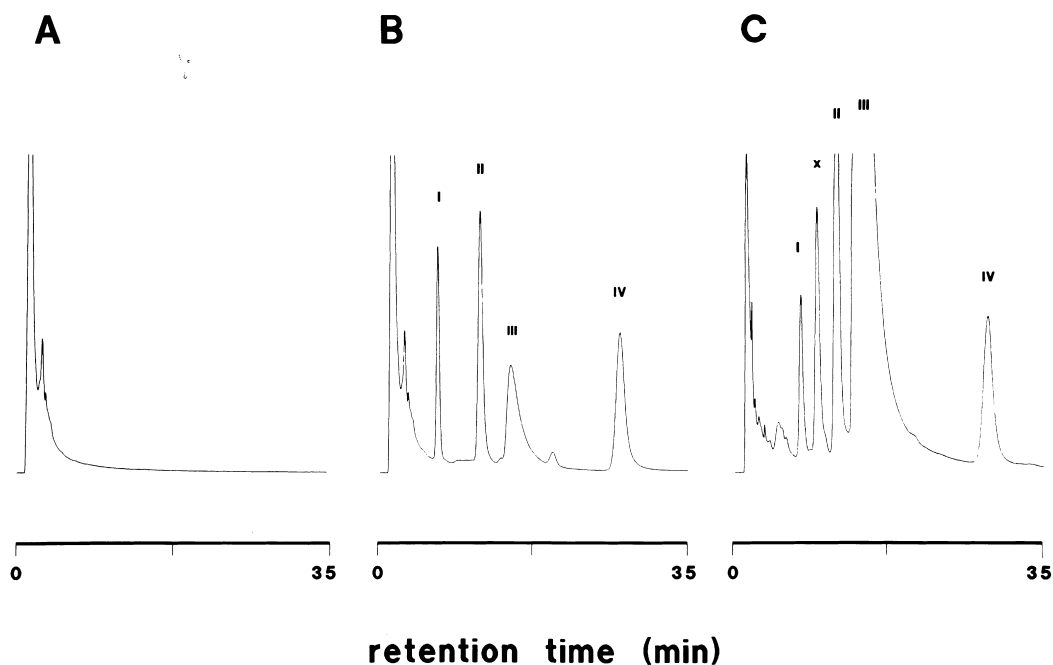 A B C
III
II
X
II
I
I
IV
IV
III
0 35 0 35 0 35
retention time (min)